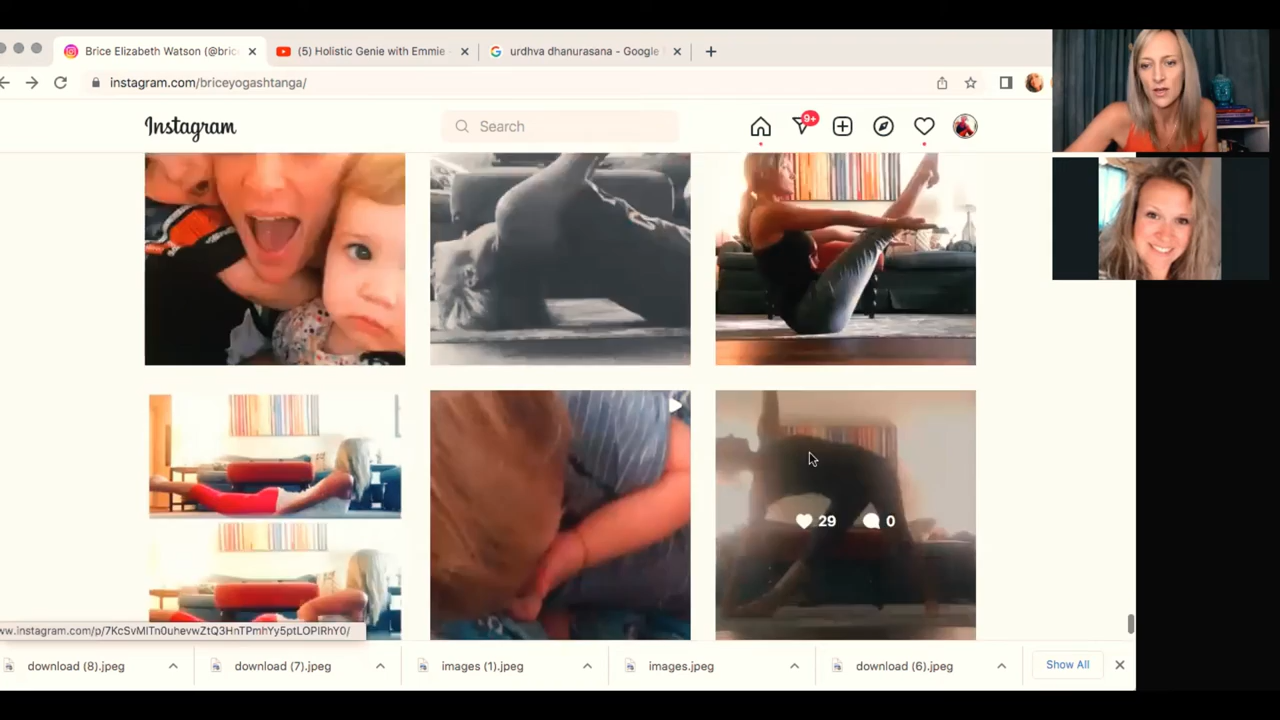 Brice Elizabeth Watson (@bric
(5) Holistic Genie with Emmie -
urdhva dhanurasana - Google
instagram.com/briceyogashtanga/
Instagram
Search
9+
29
0
ww.instagram.com/p/7KcSvMITn0uhevwZtQ3HnTPmhYy5ptLOPIRhY0/
download (8).jpeg
download (7).jpeg
images (1).jpeg
images.jpeg
download (6).jpeg
Show All